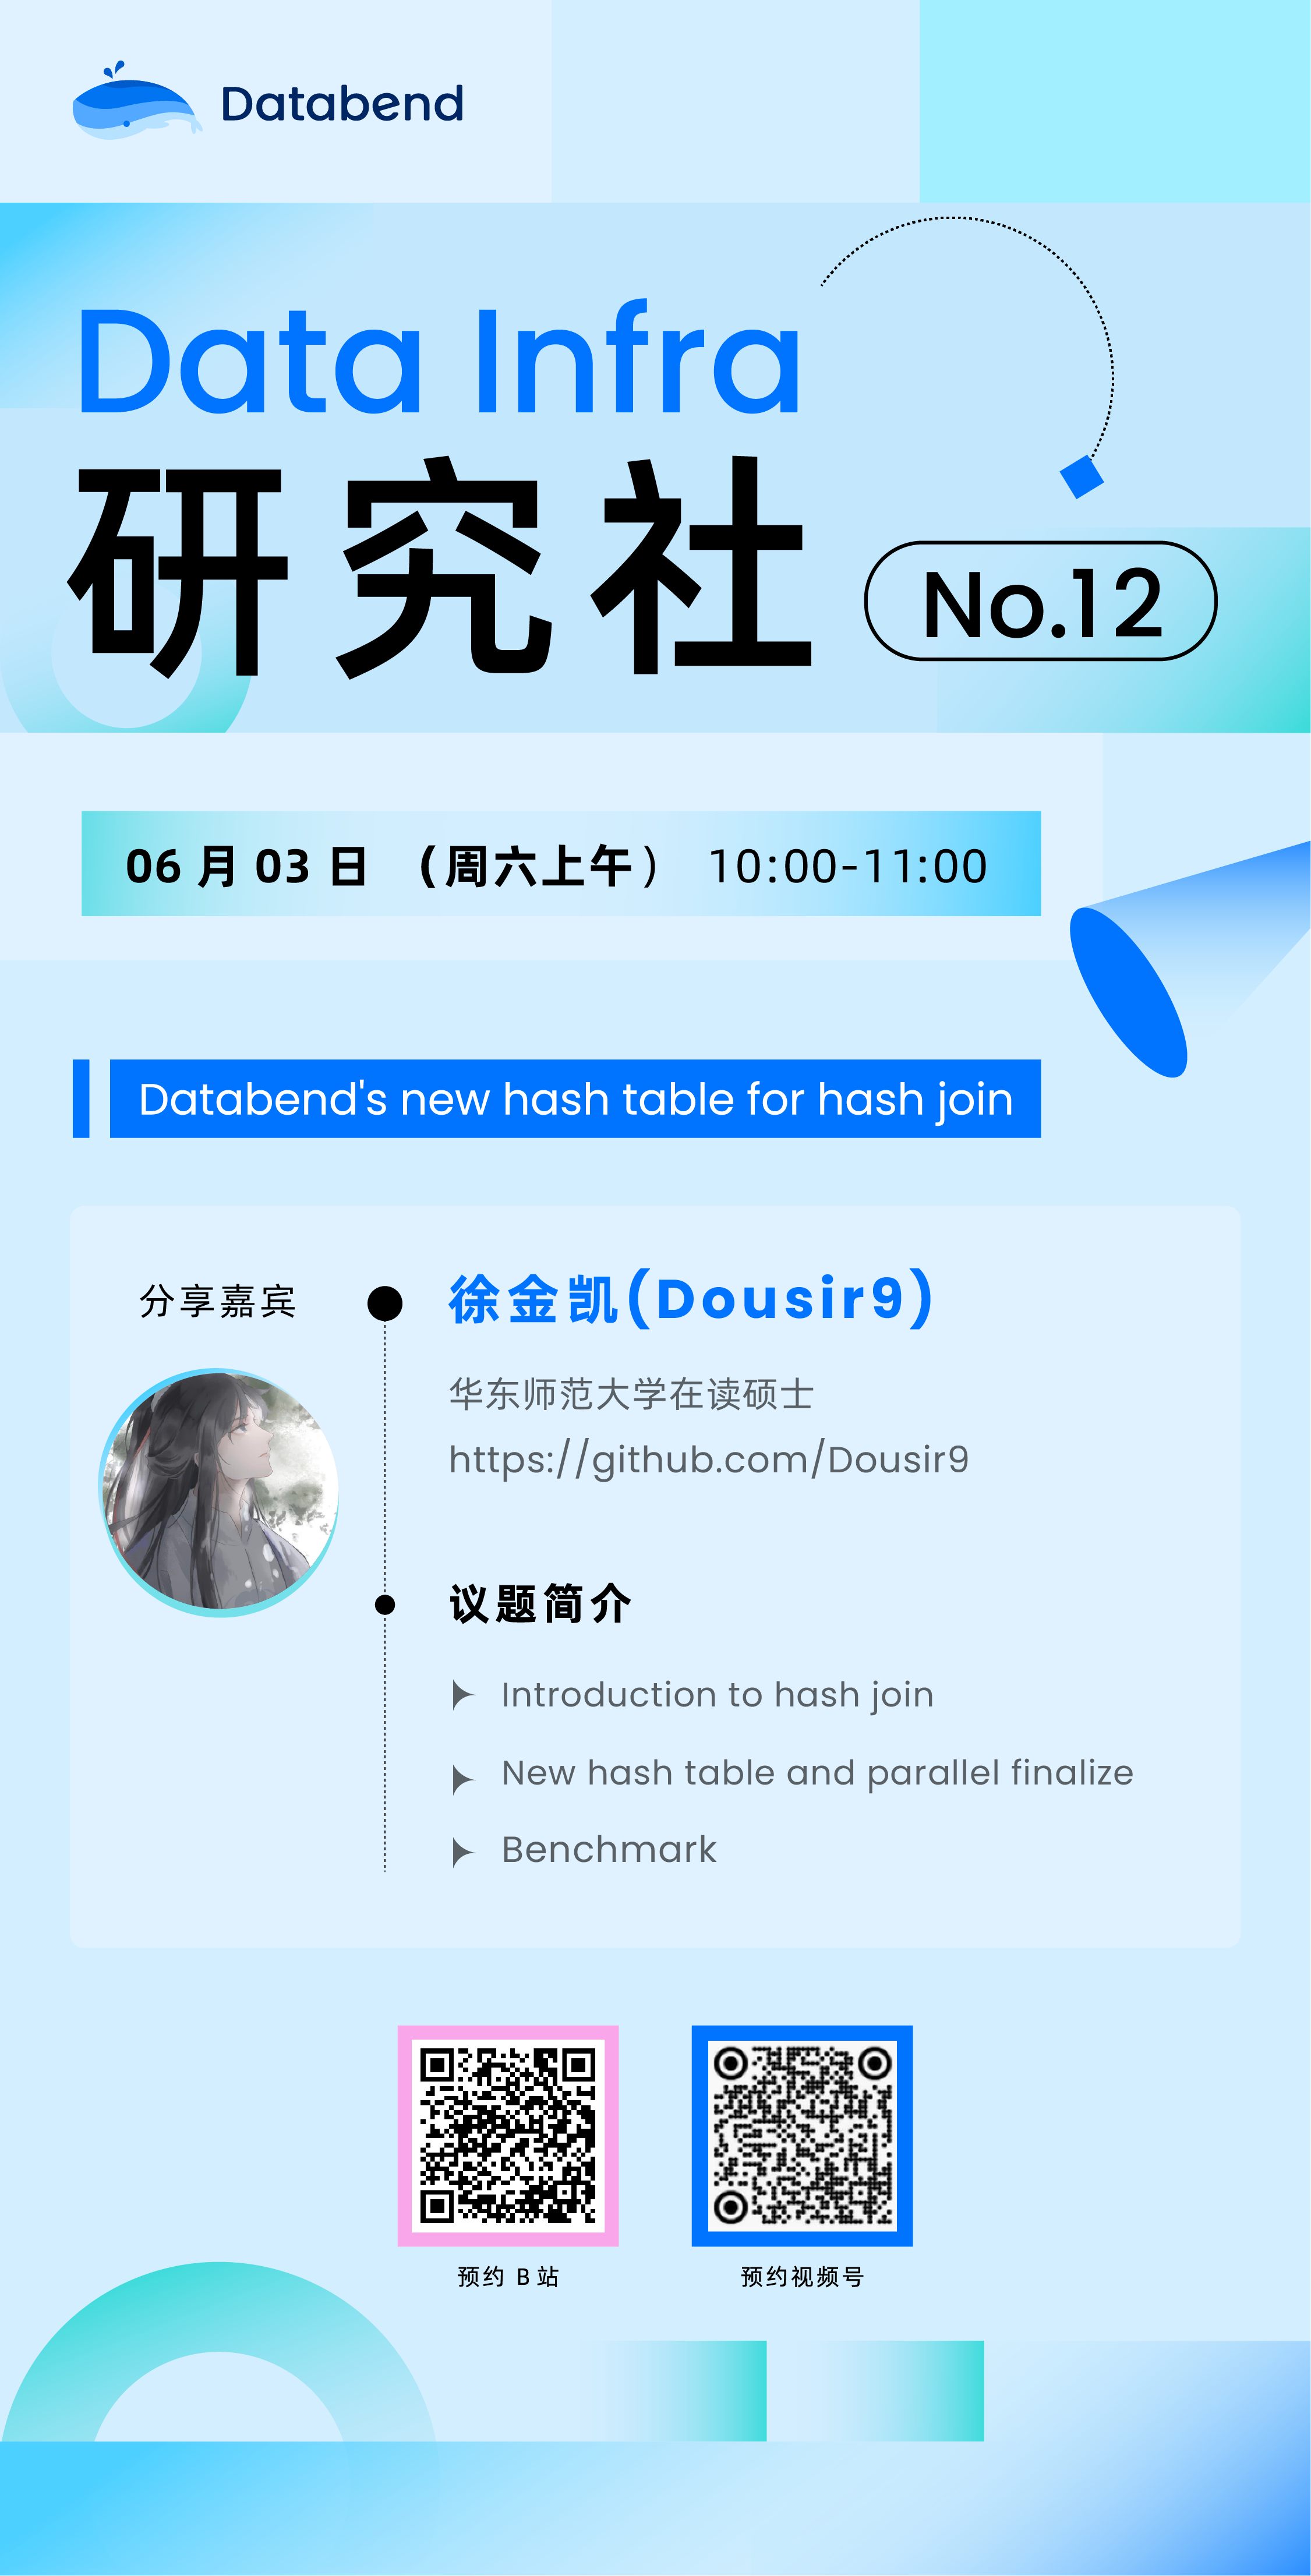 Databend
Data Infra
研究社
No.12
06 月 03 日 （周六上午） 10:00-11:00
Databend's new hash table for hash join
分享嘉宾
徐金凯(Dousir9)
华东师范大学在读硕士
https://github.com/Dousir9
议题简介
Introduction to hash join
New hash table and parallel finalize
Benchmark
预约 B 站
预约视频号